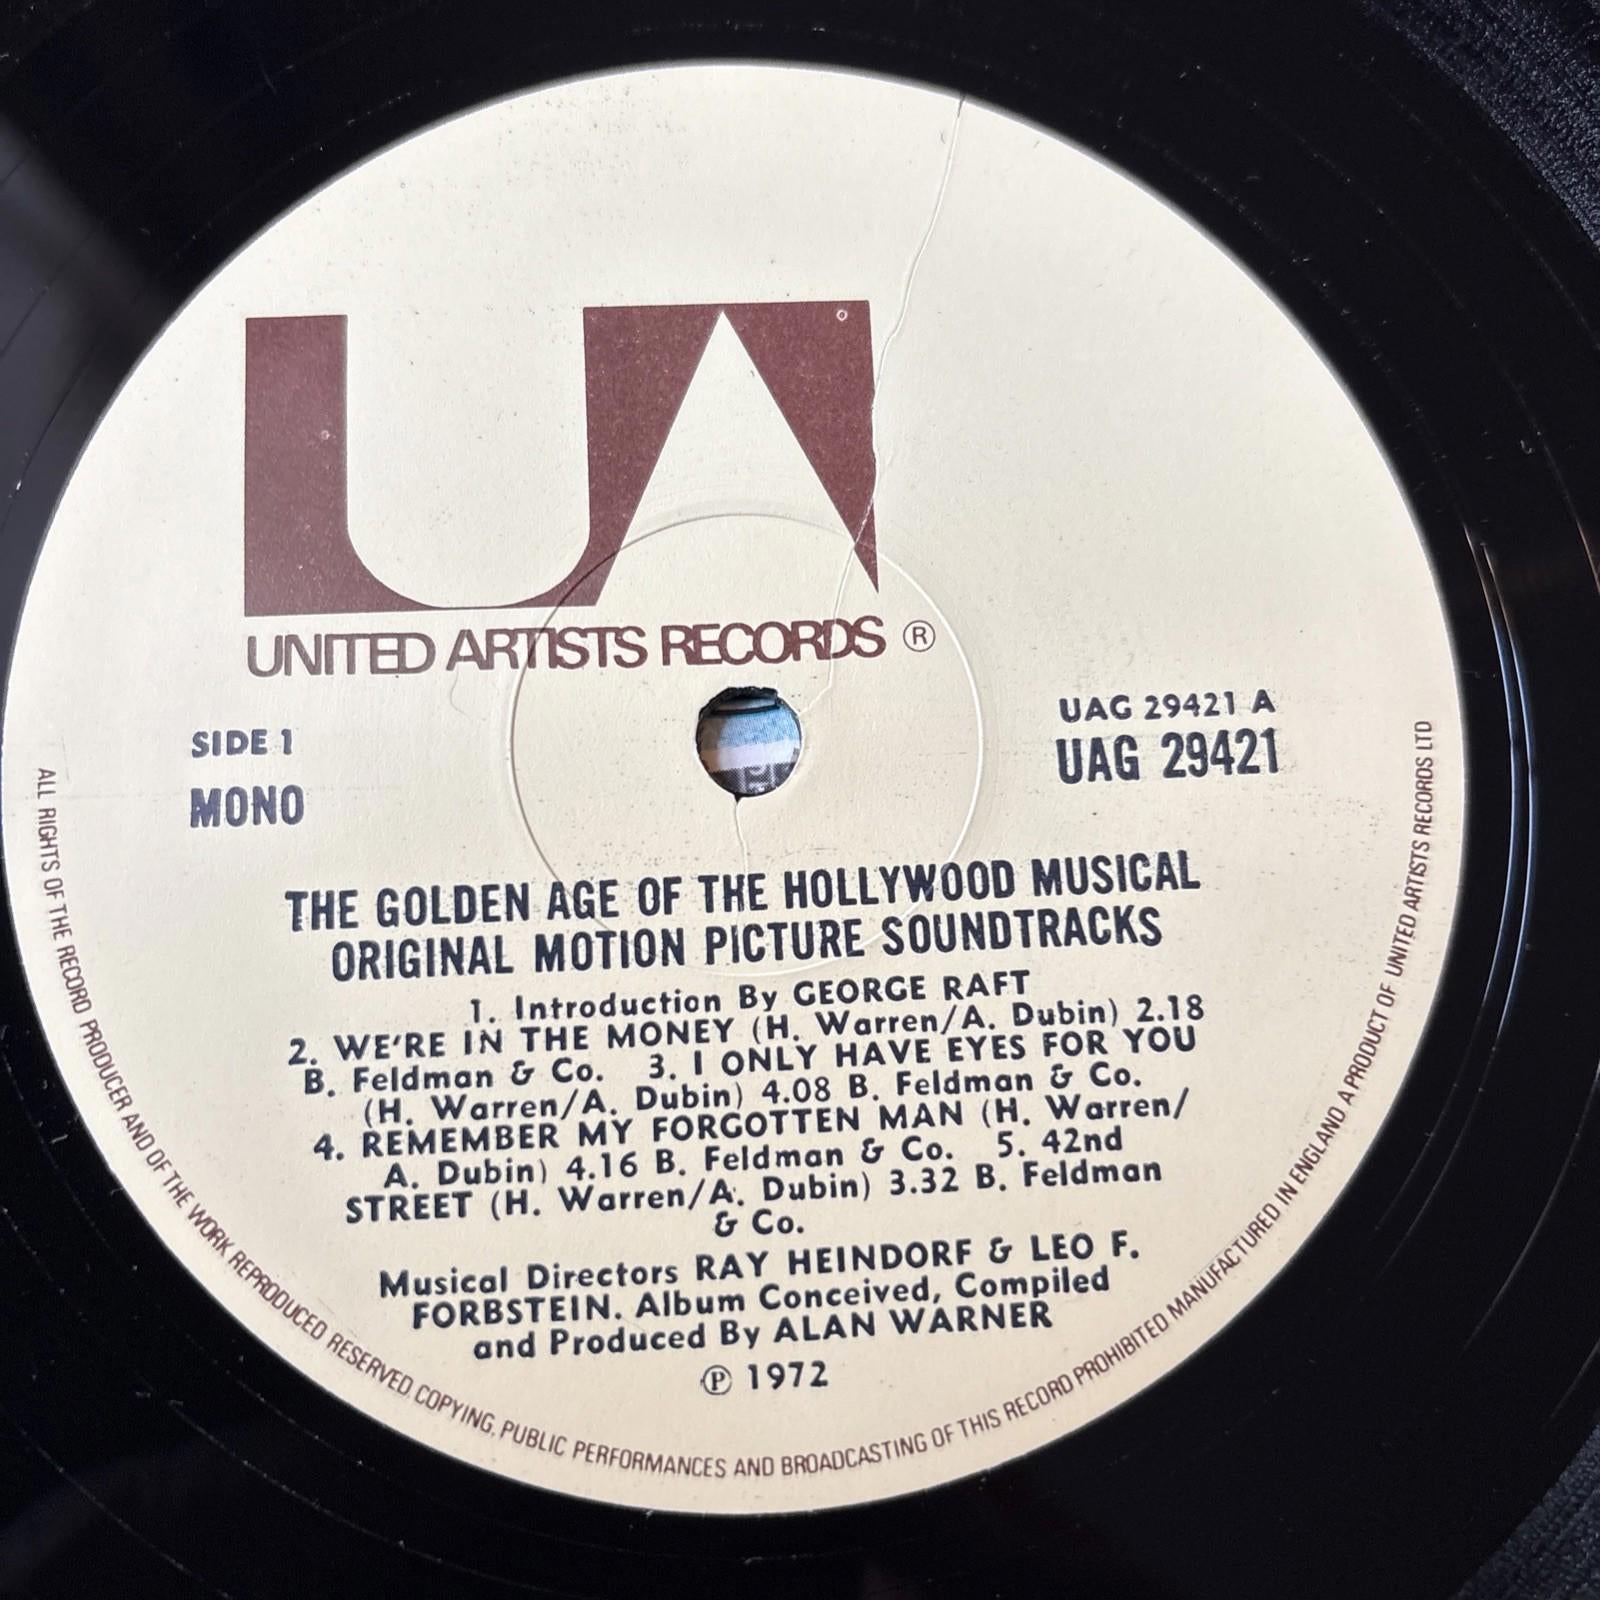 UA
UNITED ARTISTS RECORDS ®
SIDE 1
MONO
UAG 29421 A
UAG 29421
THE GOLDEN AGE OF THE HOLLYWOOD MUSICAL
ORIGINAL MOTION PICTURE SOUNDTRACKS
1. Introduction By GEORGE RAFT
2. WE'RE IN THE MONEY (H. Warren/A. Dubin) 2.18
B. Feldman & Co. 3. I ONLY HAVE EYES FOR YOU
(H. Warren/A. Dubin) 4.08 B. Feldman & Co.
4. REMEMBER MY FORGOTTEN MAN (H. Warren/
A. Dubin) 4.16 B. Feldman & Co. 5. 42nd
STREET (H. Warren/A. Dubin) 3.32 B. Feldman
& Co.
Musical Directors RAY HEINDORF & LEO F.
FORBSTEIN. Album Conceived, Compiled
and Produced By ALAN WARNER
℗ 1972
ALL RIGHTS OF THE RECORD PRODUCER AND OF THE WORK REPRODUCED RESERVED. COPYING, PUBLIC PERFORMANCES AND BROADCASTING OF THIS RECORD PROHIBITED MANUFACTURED IN ENGLAND A PRODUCT OF UNITED ARTISTS RECORDS LTD